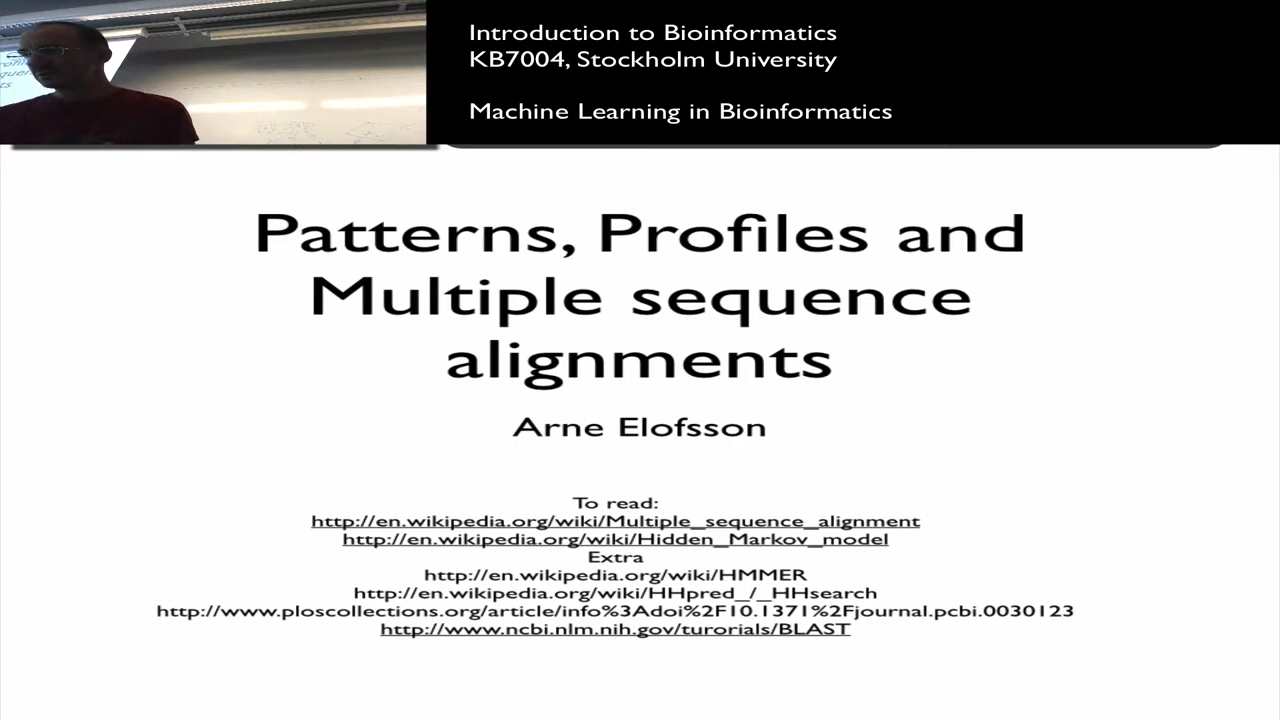 Introduction to Bioinformatics
KB7004, Stockholm University
Machine Learning in Bioinformatics
Patterns, Profiles and
Multiple sequence
alignments
Arne Elofsson
To read:
http://en.wikipedia.org/wiki/Multiple_sequence_alignment
http://en.wikipedia.org/wiki/Hidden_Markov_model
Extra
http://en.wikipedia.org/wiki/HMMER
http://en.wikipedia.org/wiki/HHpred_/_HHsearch
http://www.ploscollections.org/article/info%3Adoi%2F10.1371%2Fjournal.pcbi.0030123
http://www.ncbi.nlm.nih.gov/turorials/BLAST